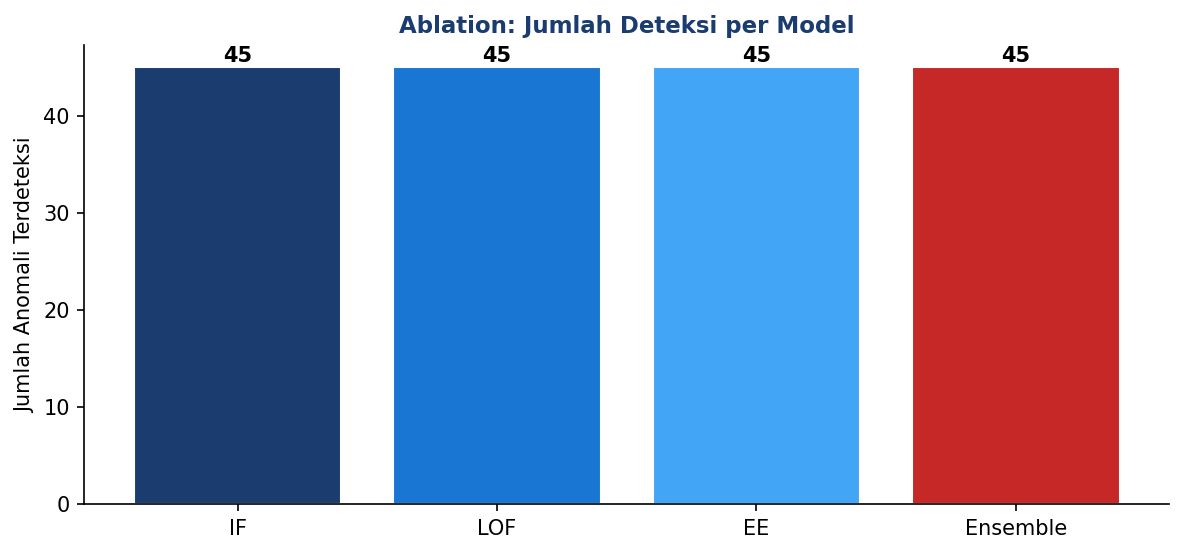 Ablation: Jumlah Deteksi per Model
45 45 45 45
Jumlah Anomali Terdeteksi
40
30
20
10
0
IF LOF EE Ensemble